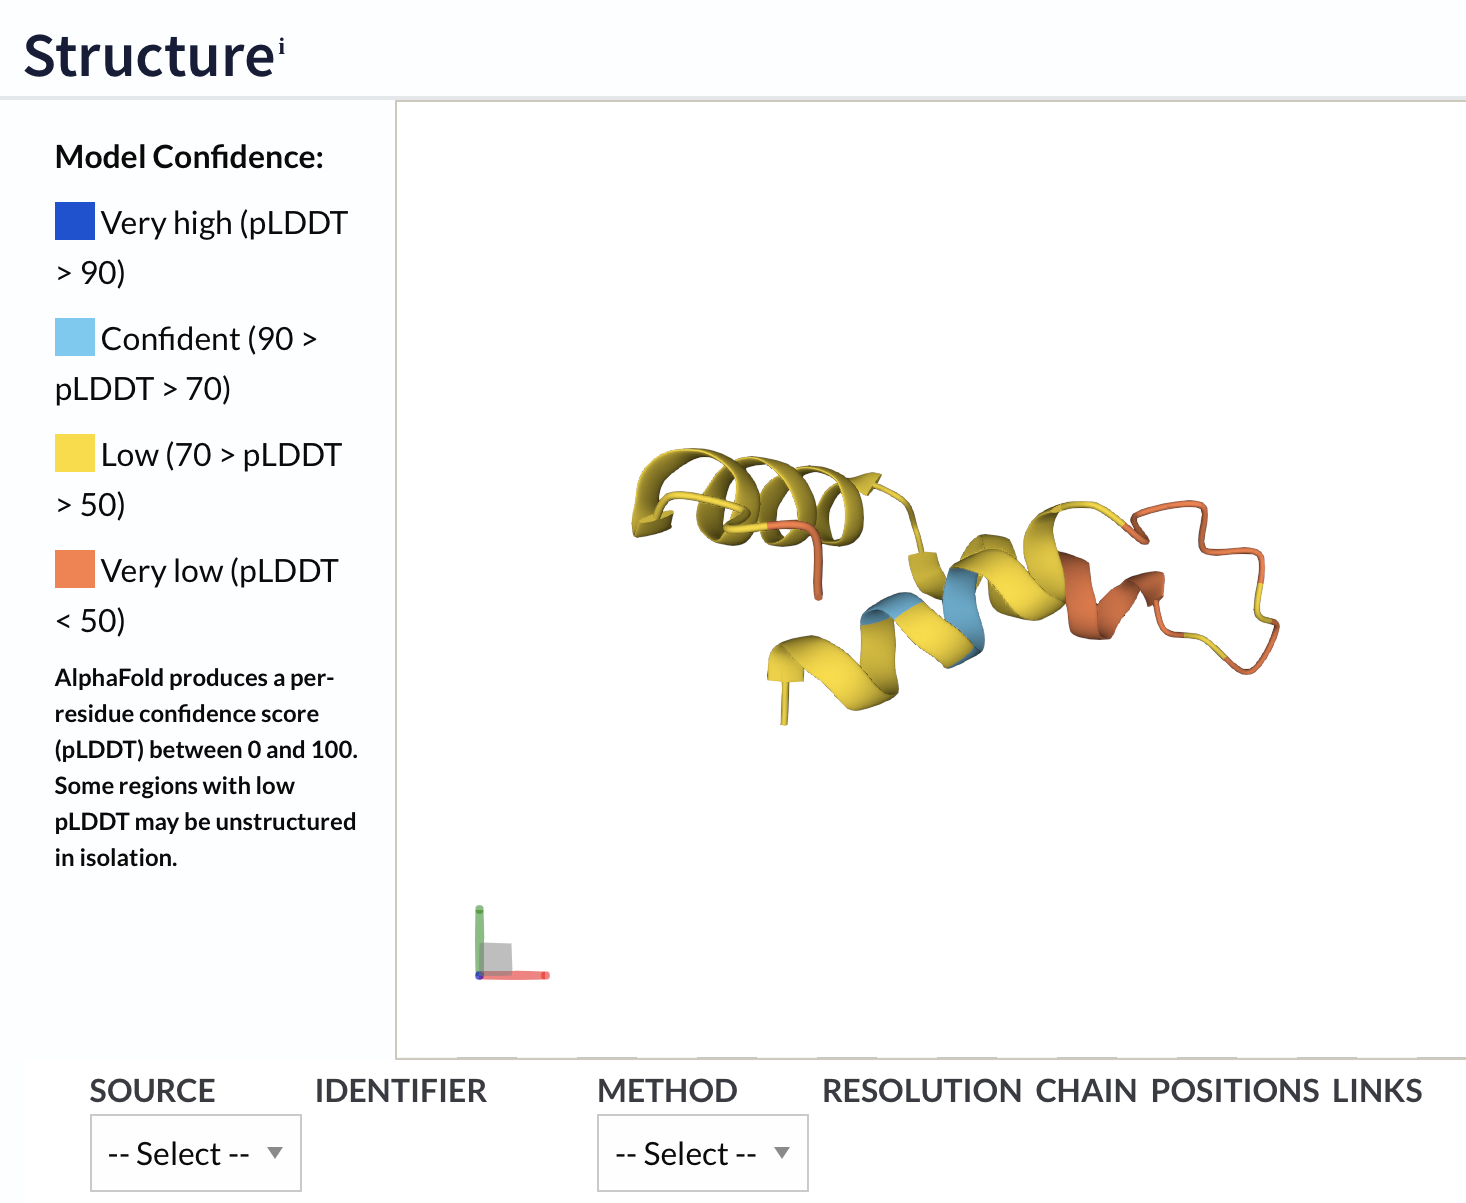 Structure i
Model Confidence:
Very high (pLDDT
> 90)
Confident (90 >
pLDDT > 70)
Low (70 > pLDDT
> 50)
Very low (pLDDT
< 50)
AlphaFold produces a per-
residue confidence score
(pLDDT) between 0 and 100.
Some regions with low
pLDDT may be unstructured
in isolation.
SOURCE IDENTIFIER METHOD RESOLUTION CHAIN POSITIONS LINKS
-- Select -- -- Select --